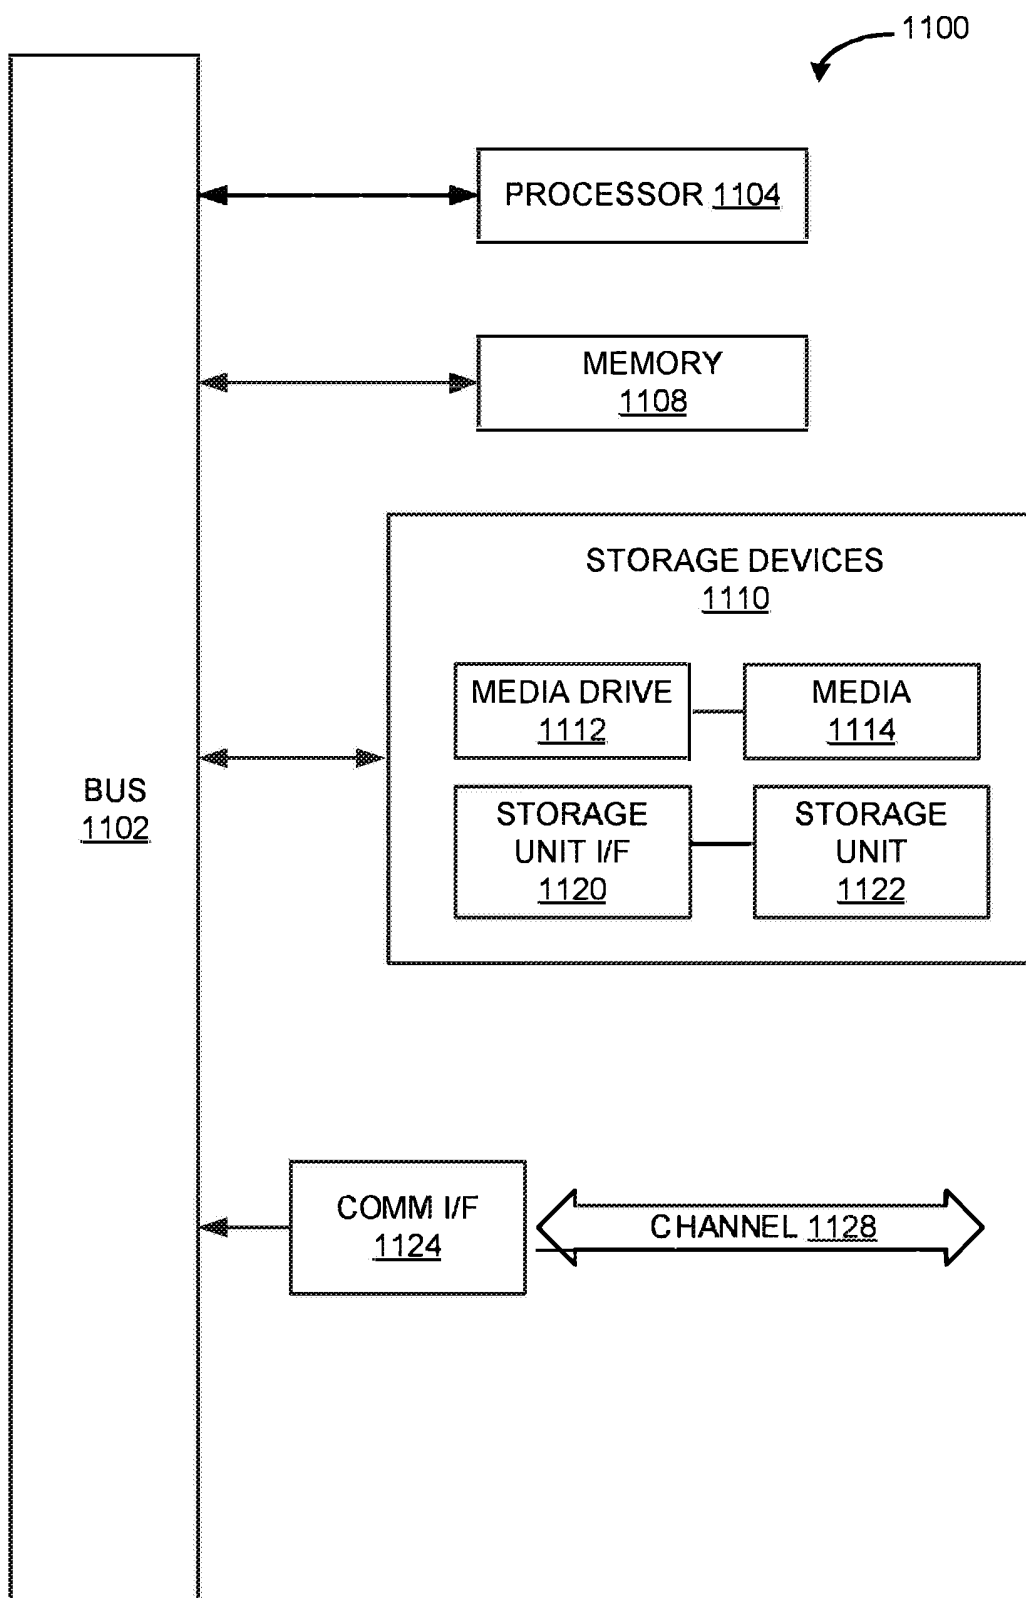 1100
PROCESSOR 1104
MEMORY
1108
STORAGE DEVICES
1110
MEDIA DRIVE
1112
MEDIA
1114
BUS
1102
STORAGE
UNIT I/F
1120
STORAGE
UNIT
1122
COMM I/F
1124
CHANNEL 1128